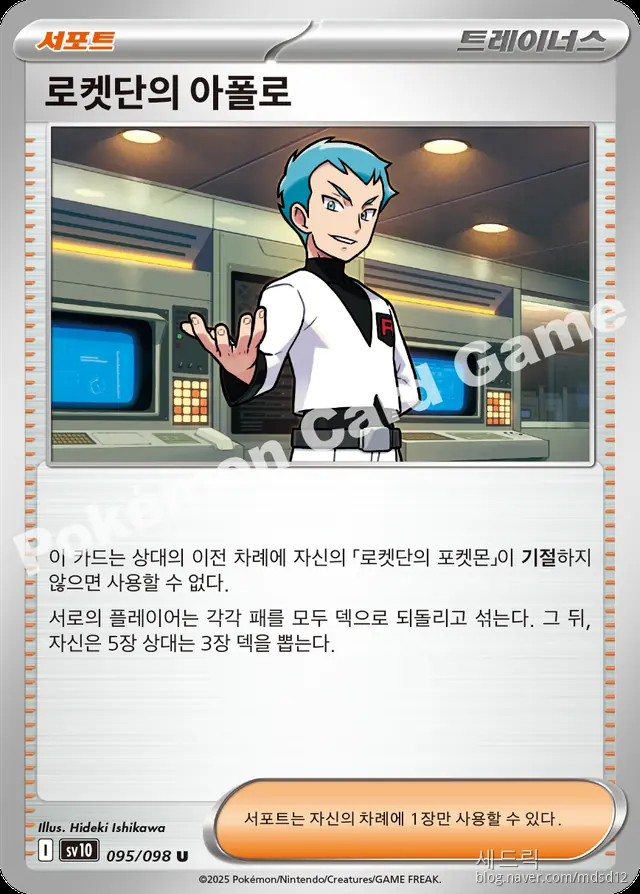 서포트
트레이너스
로켓단의 아폴로
R
Pokémon Card Game
이 카드는 상대의 이전 차례에 자신의 「로켓단의 포켓몬」이 기절하지
않으면 사용할 수 없다.
서로의 플레이어는 각각 패를 모두 덱으로 되돌리고 섞는다. 그 뒤,
자신은 5장 상대는 3장 덱을 뽑는다.
서포트는 자신의 차례에 1장만 사용할 수 있다.
Illus. Hideki Ishikawa
I sv10 095/098 U
©2025 Pokémon/Nintendo/Creatures/GAME FREAK.
세드릭
blog.naver.com/mdsd12